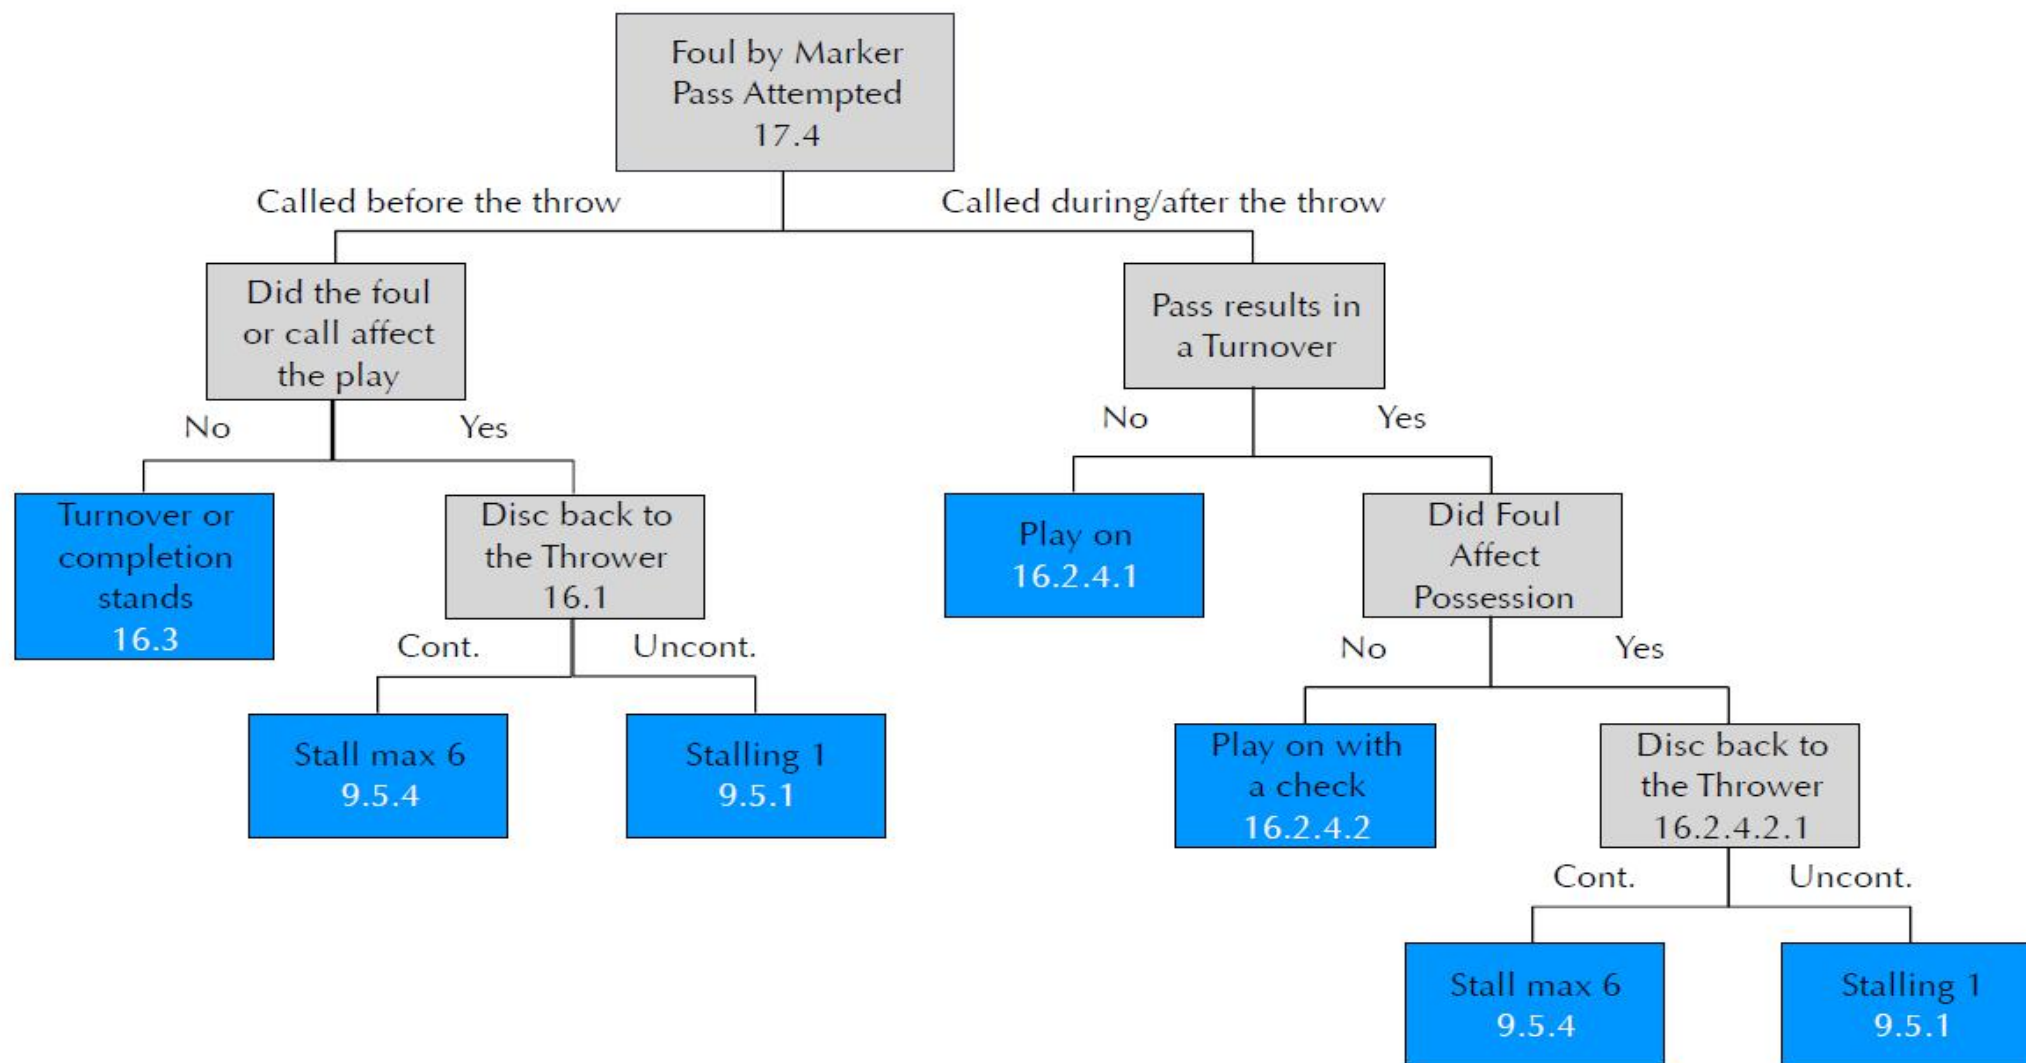 Foul by Marker
Pass Attempted
17.4
Called before the throw
Called during/after the throw
Did the foul
or call affect
the play
Pass results in
a Turnover
No
Yes
No
Yes
Turnover or
completion
stands
16.3
Disc back to
the Thrower
16.1
Play on
16.2.4.1
Did Foul
Affect
Possession
Cont.
Uncont.
No
Yes
Stall max 6
9.5.4
Stalling 1
9.5.1
Play on with
a check
16.2.4.2
Disc back to
the Thrower
16.2.4.2.1
Cont.
Uncont.
Stall max 6
9.5.4
Stalling 1
9.5.1